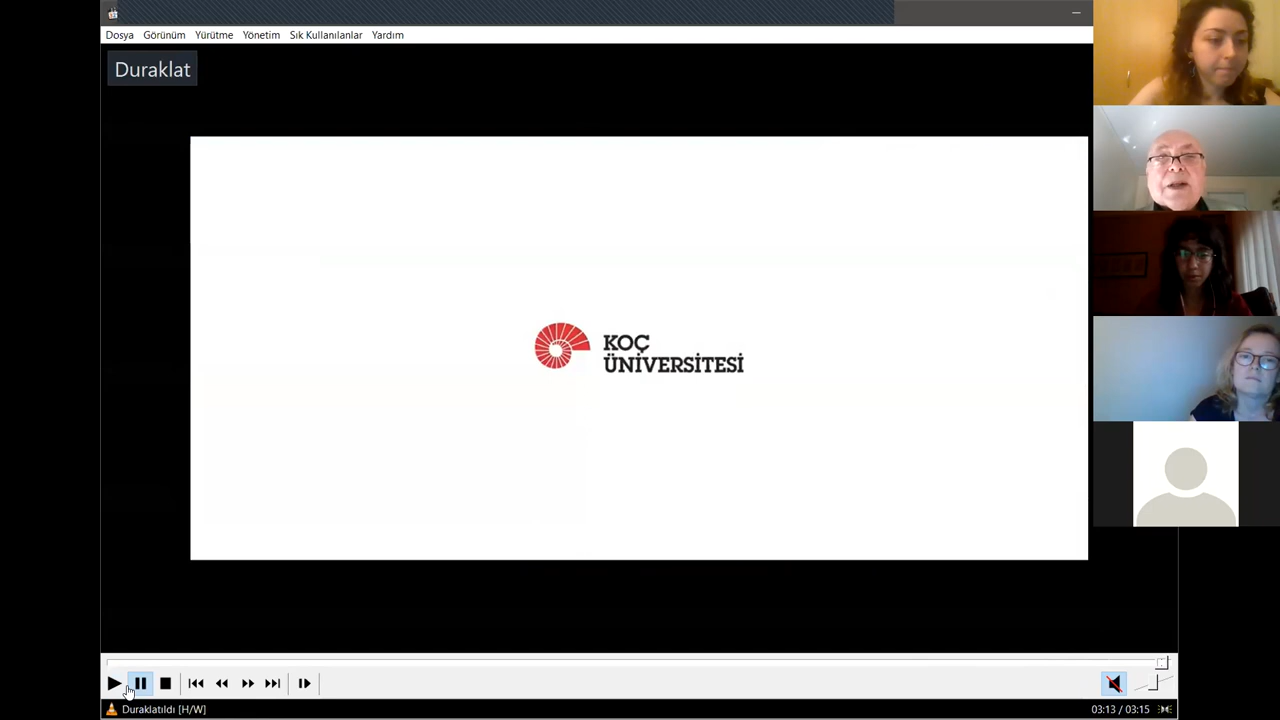 Dosya Görünüm Yürütme Yönetim Sık Kullanılanlar Yardım
Duraklat
KOÇ
ÜNİVERSİTESİ
Duraklatıldı [H/W]
03:13 / 03:15